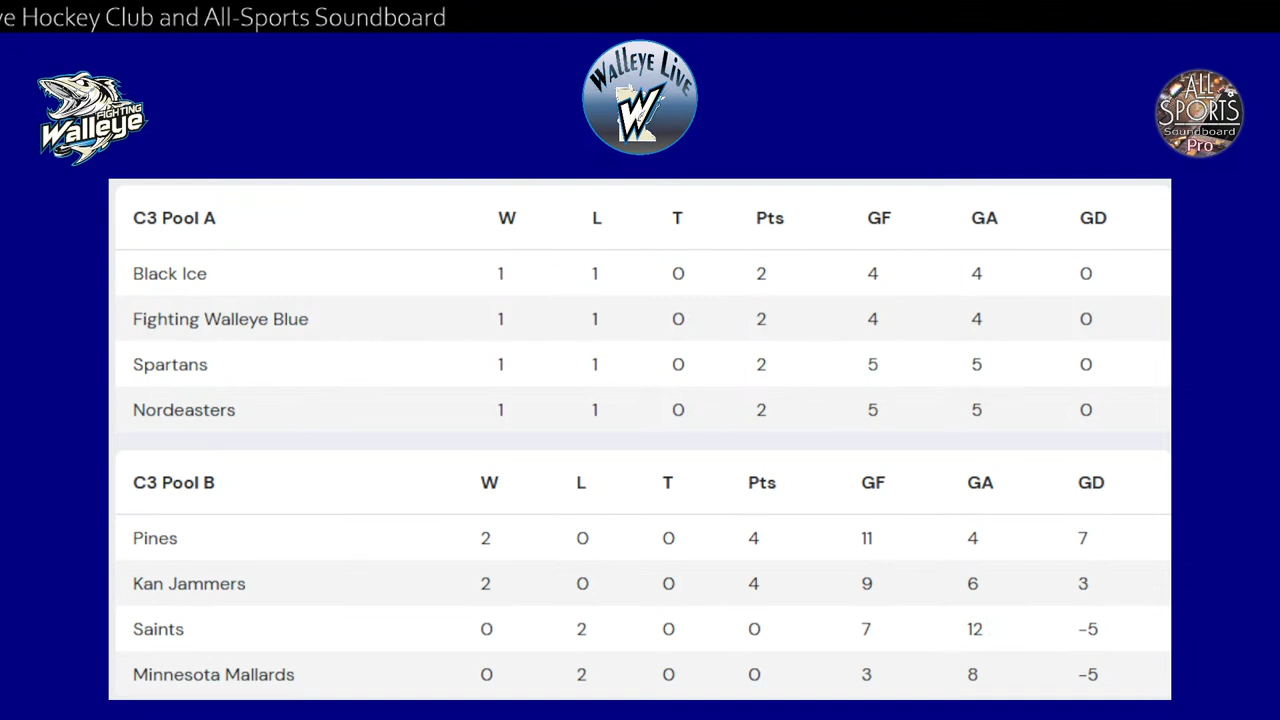 ve Hockey Club and All-Sports Soundboard
FIGHTING
Walleye
Walleye Live
W
ALL
SPORTS
Soundboard
Pro
C3 Pool A W L T Pts GF GA GD
Black Ice 1 1 0 2 4 4 0
Fighting Walleye Blue 1 1 0 2 4 4 0
Spartans 1 1 0 2 5 5 0
Nordeasters 1 1 0 2 5 5 0
C3 Pool B W L T Pts GF GA GD
Pines 2 0 0 4 11 4 7
Kan Jammers 2 0 0 4 9 6 3
Saints 0 2 0 0 7 12 -5
Minnesota Mallards 0 2 0 0 3 8 -5